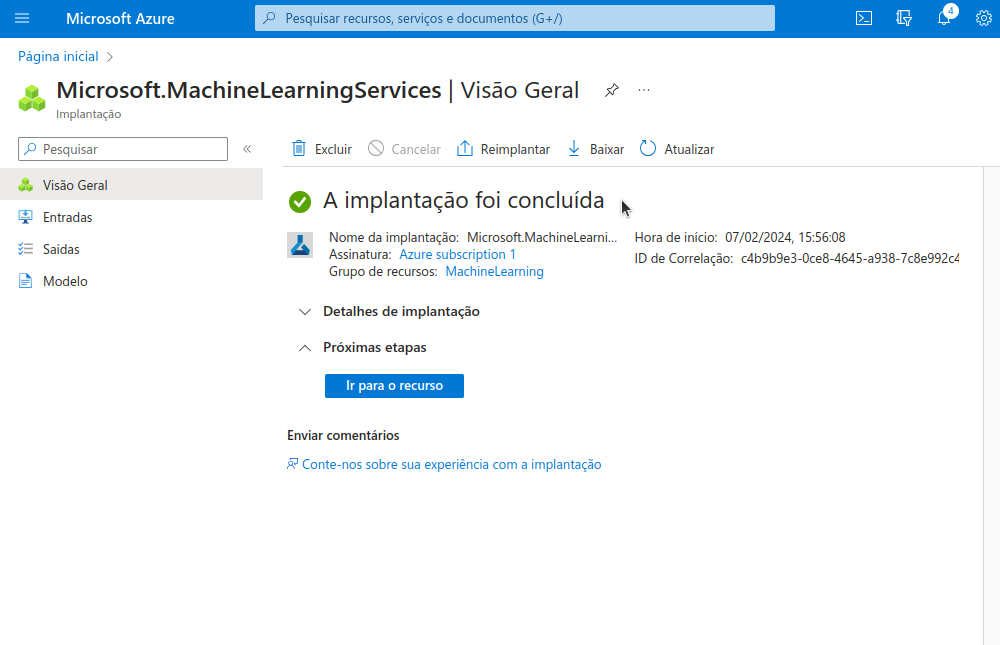 Microsoft Azure
Pesquisar recursos, serviços e documentos (G+/)
4
Página inicial
Microsoft.MachineLearningServices | Visão Geral
Implantação
Pesquisar
Excluir
Cancelar
Reimplantar
Baixar
Atualizar
Visão Geral
Entradas
Saídas
Modelo
A implantação foi concluída
Nome da implantação: Microsoft.MachineLearni...
Assinatura: Azure subscription 1
Grupo de recursos: MachineLearning
Hora de início: 07/02/2024, 15:56:08
ID de Correlação: c4b9b9e3-0ce8-4645-a938-7c8e992c4
Detalhes de implantação
Próximas etapas
Ir para o recurso
Enviar comentários
Conte-nos sobre sua experiência com a implantação